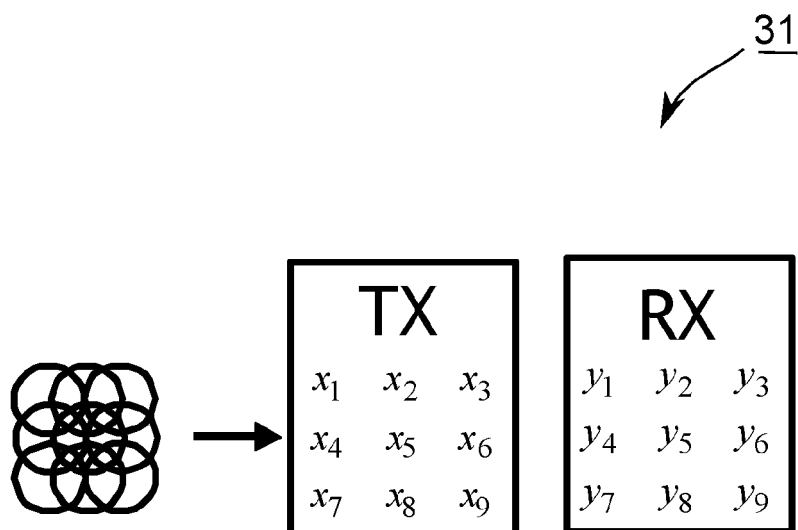 31
TX
x₁ x₂ x₃
x₄ x₅ x₆
x₇ x₈ x₉
RX
y₁ y₂ y₃
y₄ y₅ y₆
y₇ y₈ y₉